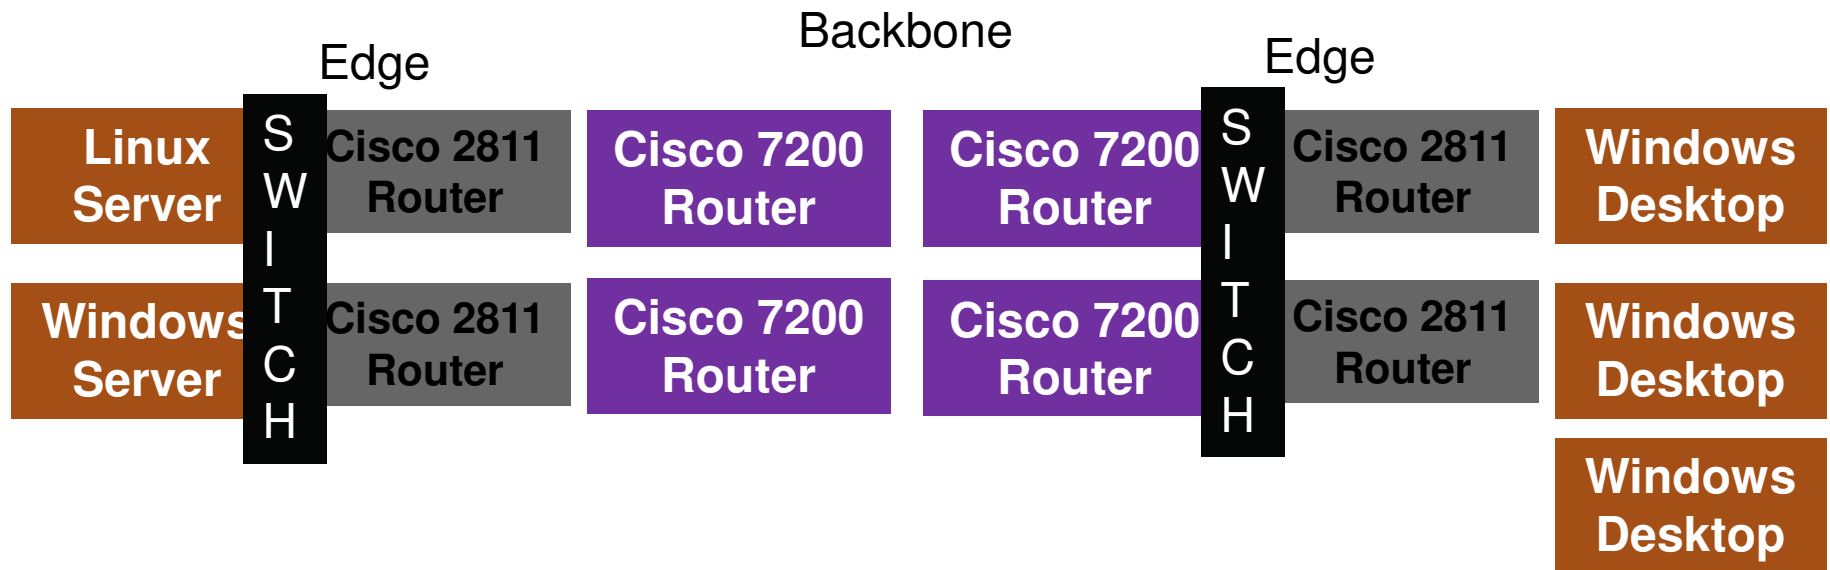 Backbone
Edge
Edge
Linux
Server
S
W
I
T
C
H
Cisco 2811
Router
Cisco 7200
Router
Cisco 7200
Router
S
W
I
T
C
H
Cisco 2811
Router
Windows
Desktop
Windows
Server
Cisco 2811
Router
Cisco 7200
Router
Cisco 7200
Router
Cisco 2811
Router
Windows
Desktop
Windows
Desktop